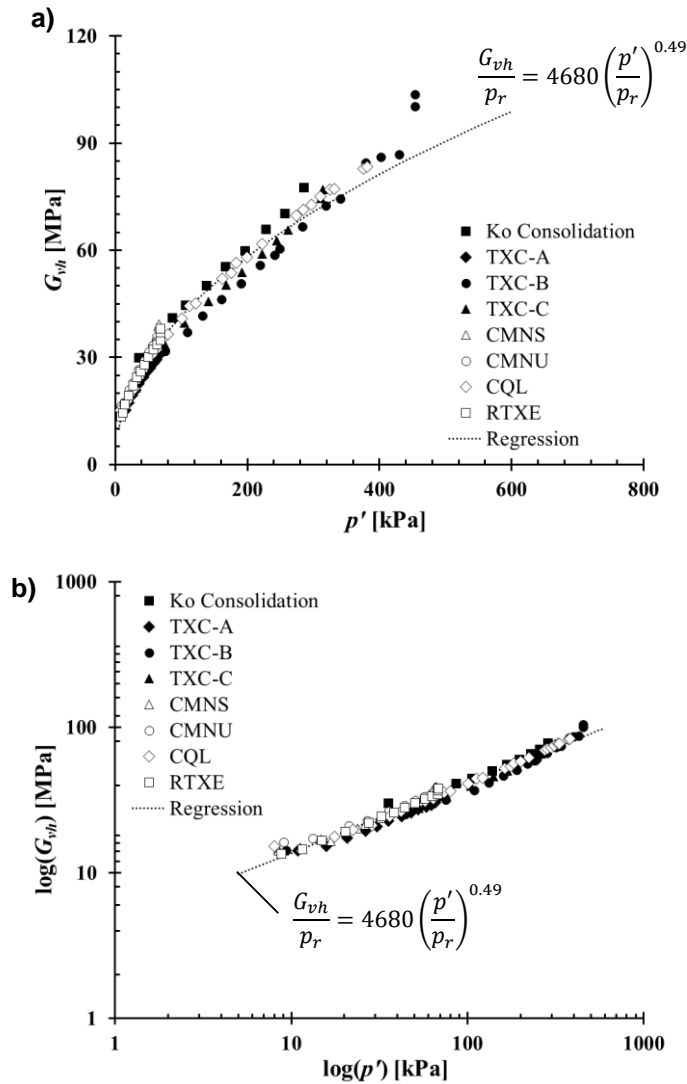 a)
G_vh/p_r = 4680 (p'/p_r)^0.49
120
90
60
30
0
G_vh [MPa]
Ko Consolidation
TXC-A
TXC-B
TXC-C
CMNS
CMNU
CQL
RTXE
Regression
0 200 400 600 800
p' [kPa]
b)
1000
100
10
1
log(G_vh) [MPa]
Ko Consolidation
TXC-A
TXC-B
TXC-C
CMNS
CMNU
CQL
RTXE
Regression
G_vh/p_r = 4680 (p'/p_r)^0.49
1 10 100 1000
log(p') [kPa]